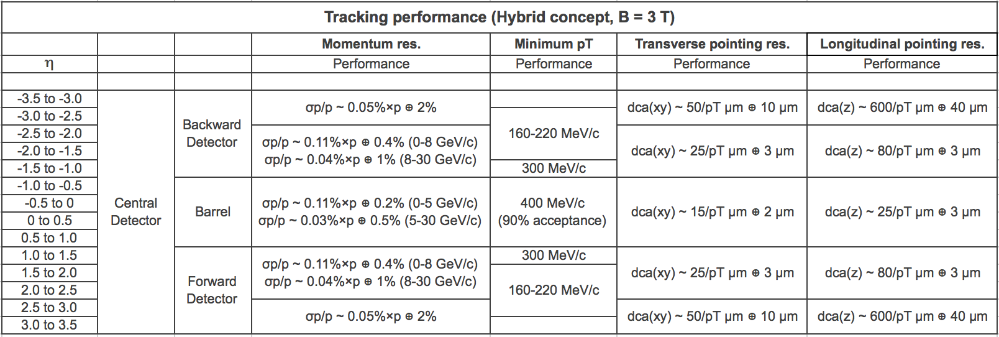 Tracking performance (Hybrid concept, B = 3 T)
Momentum res. Minimum pT Transverse pointing res. Longitudinal pointing res.
η Performance Performance Performance Performance
-3.5 to -3.0
-3.0 to -2.5
-2.5 to -2.0
-2.0 to -1.5
-1.5 to -1.0
-1.0 to -0.5
-0.5 to 0
0 to 0.5
0.5 to 1.0
1.0 to 1.5
1.5 to 2.0
2.0 to 2.5
2.5 to 3.0
3.0 to 3.5
Central
Detector
Backward
Detector
Barrel
Forward
Detector
σp/p ~ 0.05%×p ⊕ 2%
σp/p ~ 0.11%×p ⊕ 0.4% (0-8 GeV/c)
σp/p ~ 0.04%×p ⊕ 1% (8-30 GeV/c)
σp/p ~ 0.11%×p ⊕ 0.2% (0-5 GeV/c)
σp/p ~ 0.03%×p ⊕ 0.5% (5-30 GeV/c)
σp/p ~ 0.11%×p ⊕ 0.4% (0-8 GeV/c)
σp/p ~ 0.04%×p ⊕ 1% (8-30 GeV/c)
σp/p ~ 0.05%×p ⊕ 2%
160-220 MeV/c
300 MeV/c
400 MeV/c
(90% acceptance)
300 MeV/c
160-220 MeV/c
dca(xy) ~ 50/pT µm ⊕ 10 µm
dca(xy) ~ 25/pT µm ⊕ 3 µm
dca(xy) ~ 15/pT µm ⊕ 2 µm
dca(xy) ~ 25/pT µm ⊕ 3 µm
dca(xy) ~ 50/pT µm ⊕ 10 µm
dca(z) ~ 600/pT µm ⊕ 40 µm
dca(z) ~ 80/pT µm ⊕ 3 µm
dca(z) ~ 25/pT µm ⊕ 3 µm
dca(z) ~ 80/pT µm ⊕ 3 µm
dca(z) ~ 600/pT µm ⊕ 40 µm